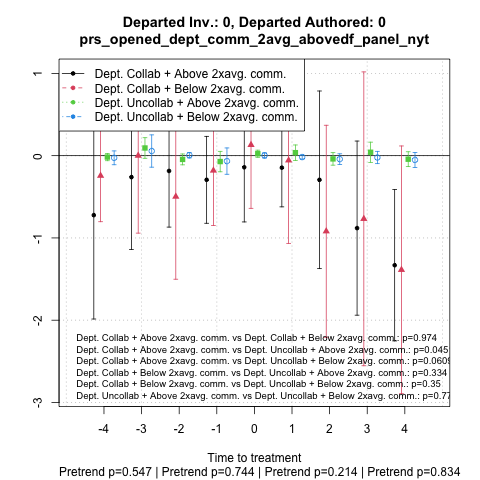 Departed Inv.: 0, Departed Authored: 0
prs_opened_dept_comm_2avg_abovedf_panel_nyt
Dept. Collab + Above 2xavg. comm.
Dept. Collab + Below 2xavg. comm.
Dept. Uncollab + Above 2xavg. comm.
Dept. Uncollab + Below 2xavg. comm.
1
0
-1
-2
-3
Dept. Collab + Above 2xavg. comm. vs Dept. Collab + Below 2xavg. comm.: p=0.974
Dept. Collab + Above 2xavg. comm. vs Dept. Uncollab + Above 2xavg. comm.: p=0.045
Dept. Collab + Above 2xavg. comm. vs Dept. Uncollab + Below 2xavg. comm.: p=0.060
Dept. Collab + Below 2xavg. comm. vs Dept. Uncollab + Above 2xavg. comm.: p=0.334
Dept. Collab + Below 2xavg. comm. vs Dept. Uncollab + Below 2xavg. comm.: p=0.35
Dept. Uncollab + Above 2xavg. comm. vs Dept. Uncollab + Below 2xavg. comm.: p=0.77
-4 -3 -2 -1 0 1 2 3 4
Time to treatment
Pretrend p=0.547 | Pretrend p=0.744 | Pretrend p=0.214 | Pretrend p=0.834